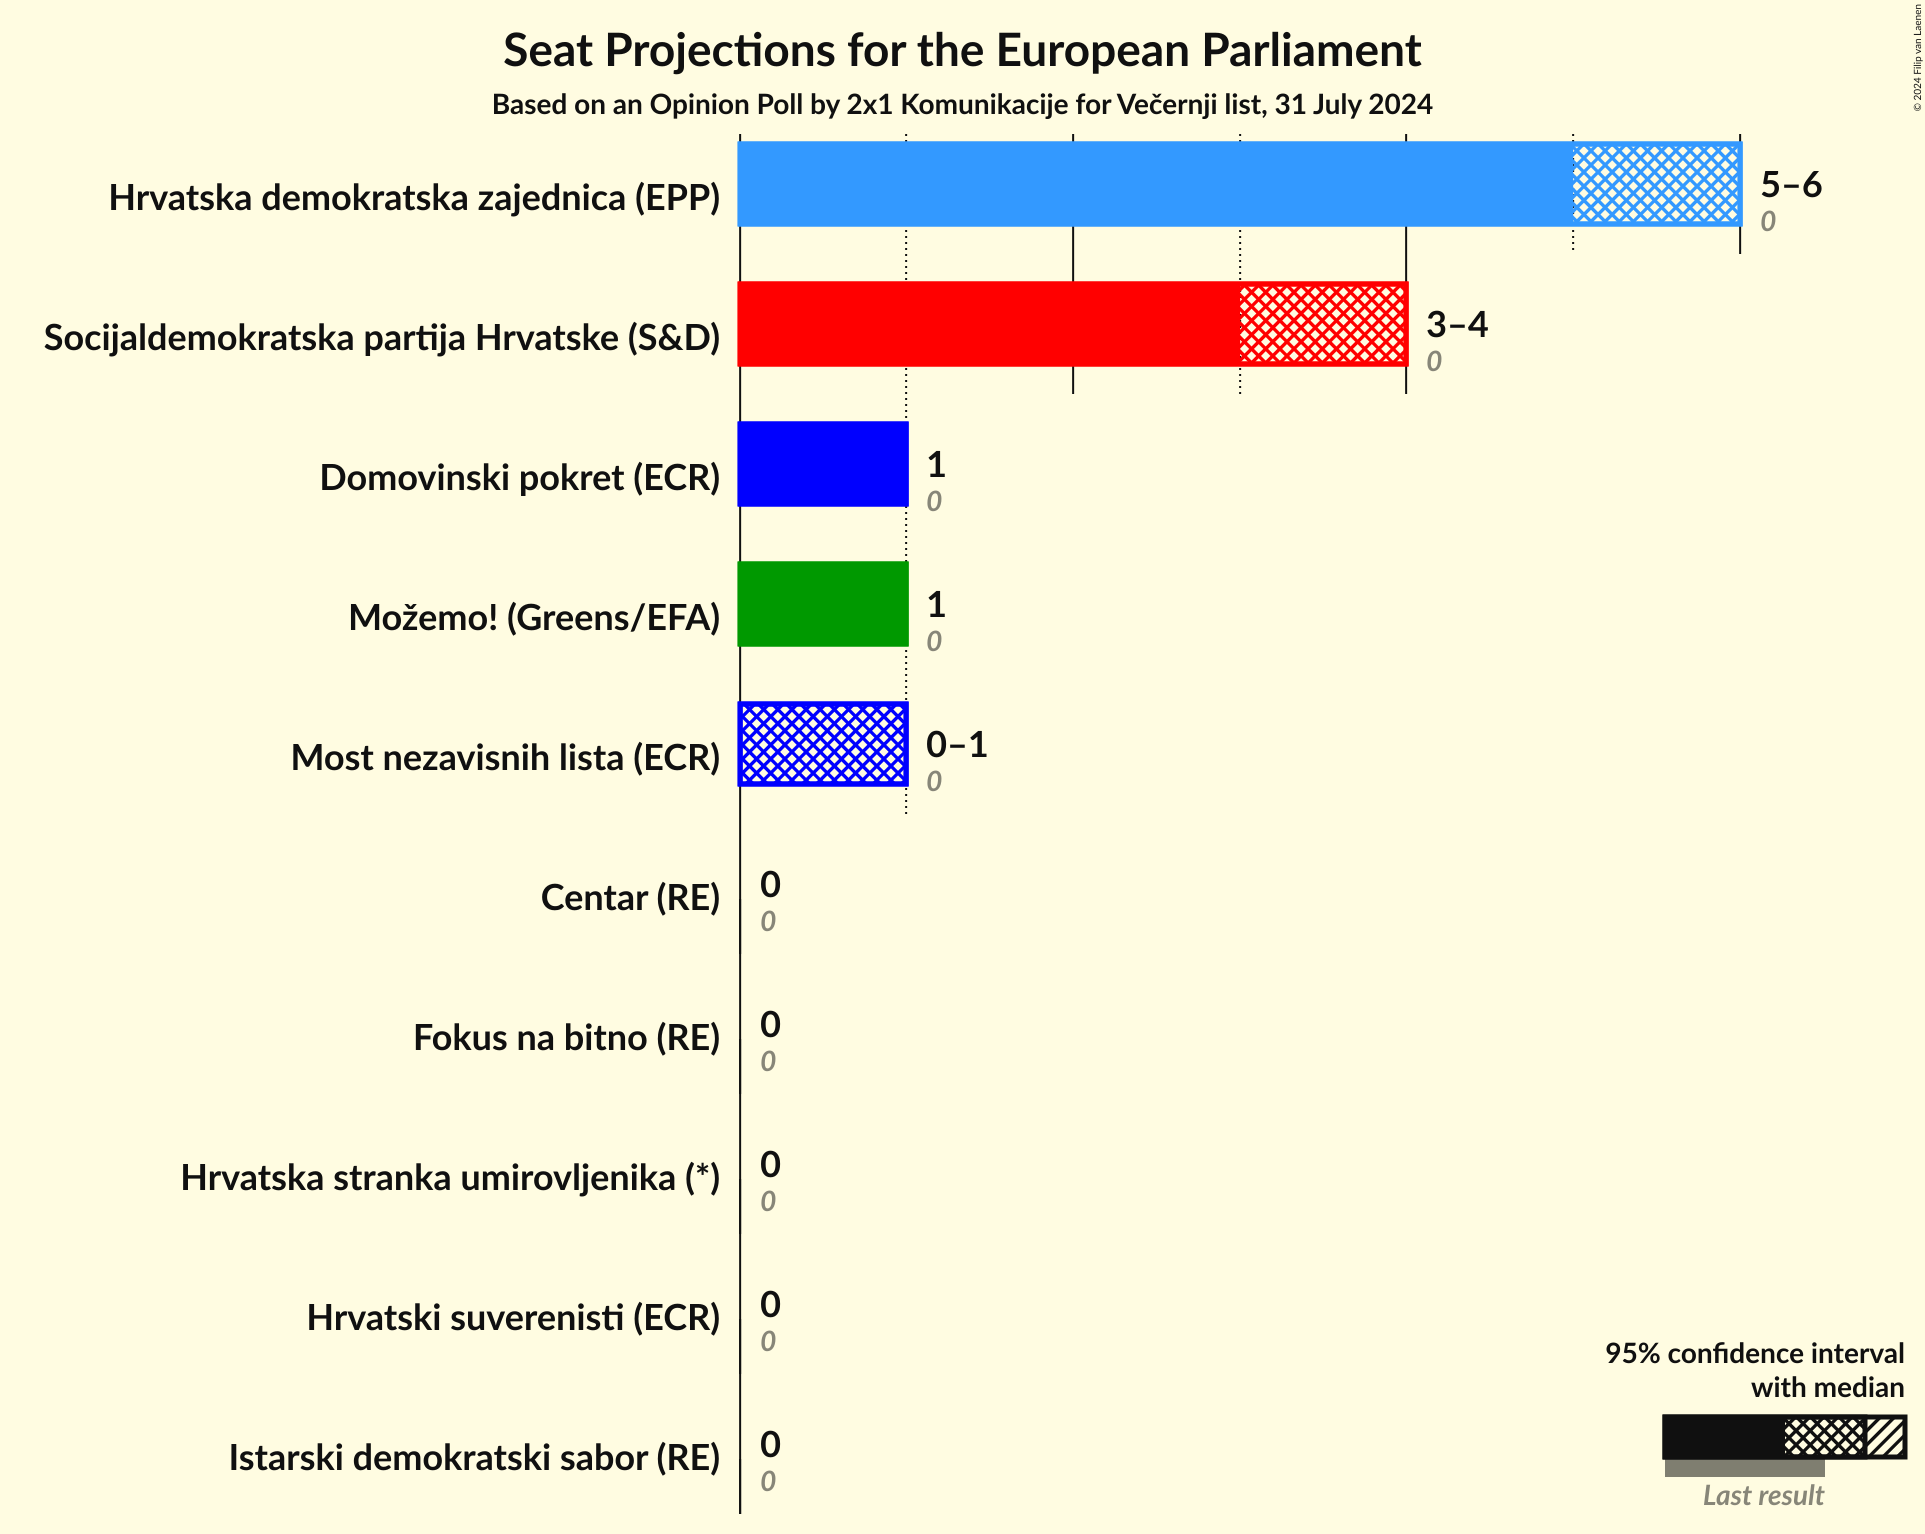 Seat Projections for the European Parliament
Based on an Opinion Poll by 2x1 Komunikacije for Večernji list, 31 July 2024
© 2024 Filip van Laenen
Hrvatska demokratska zajednica (EPP)
5–6
0
Socijaldemokratska partija Hrvatske (S&D)
3–4
0
Domovinski pokret (ECR)
1
0
Možemo! (Greens/EFA)
1
0
Most nezavisnih lista (ECR)
0–1
0
Centar (RE)
0
0
Fokus na bitno (RE)
0
0
Hrvatska stranka umirovljenika (*)
0
0
Hrvatski suverenisti (ECR)
0
0
Istarski demokratski sabor (RE)
0
0
95% confidence interval
with median
Last result